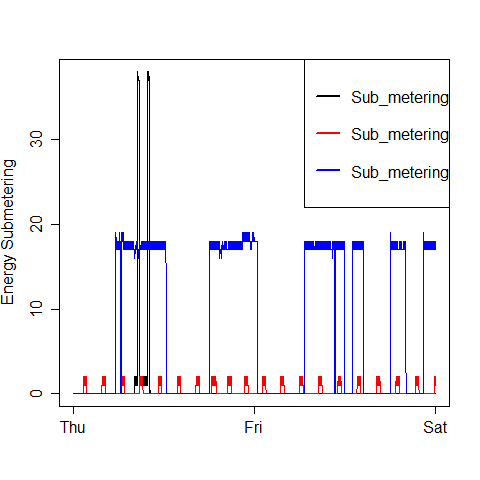 Energy Submetering
30
20
10
0
Sub_metering
Sub_metering
Sub_metering
Thu
Fri
Sat